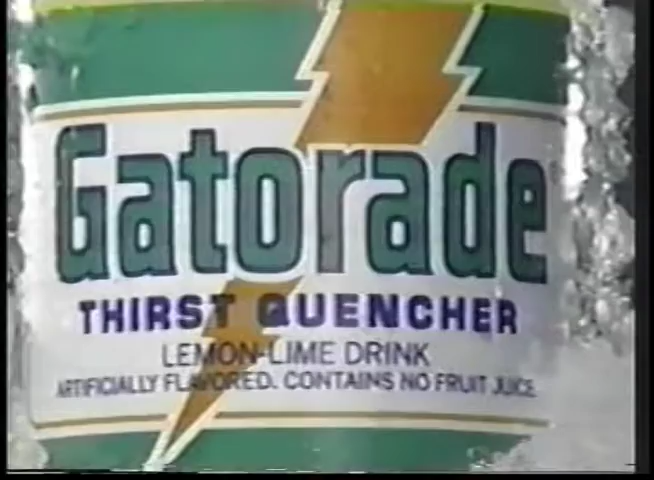 Gatorade
THIRST QUENCHER
LEMON-LIME DRINK
ARTIFICIALLY FLAVORED. CONTAINS NO FRUIT JUICE.